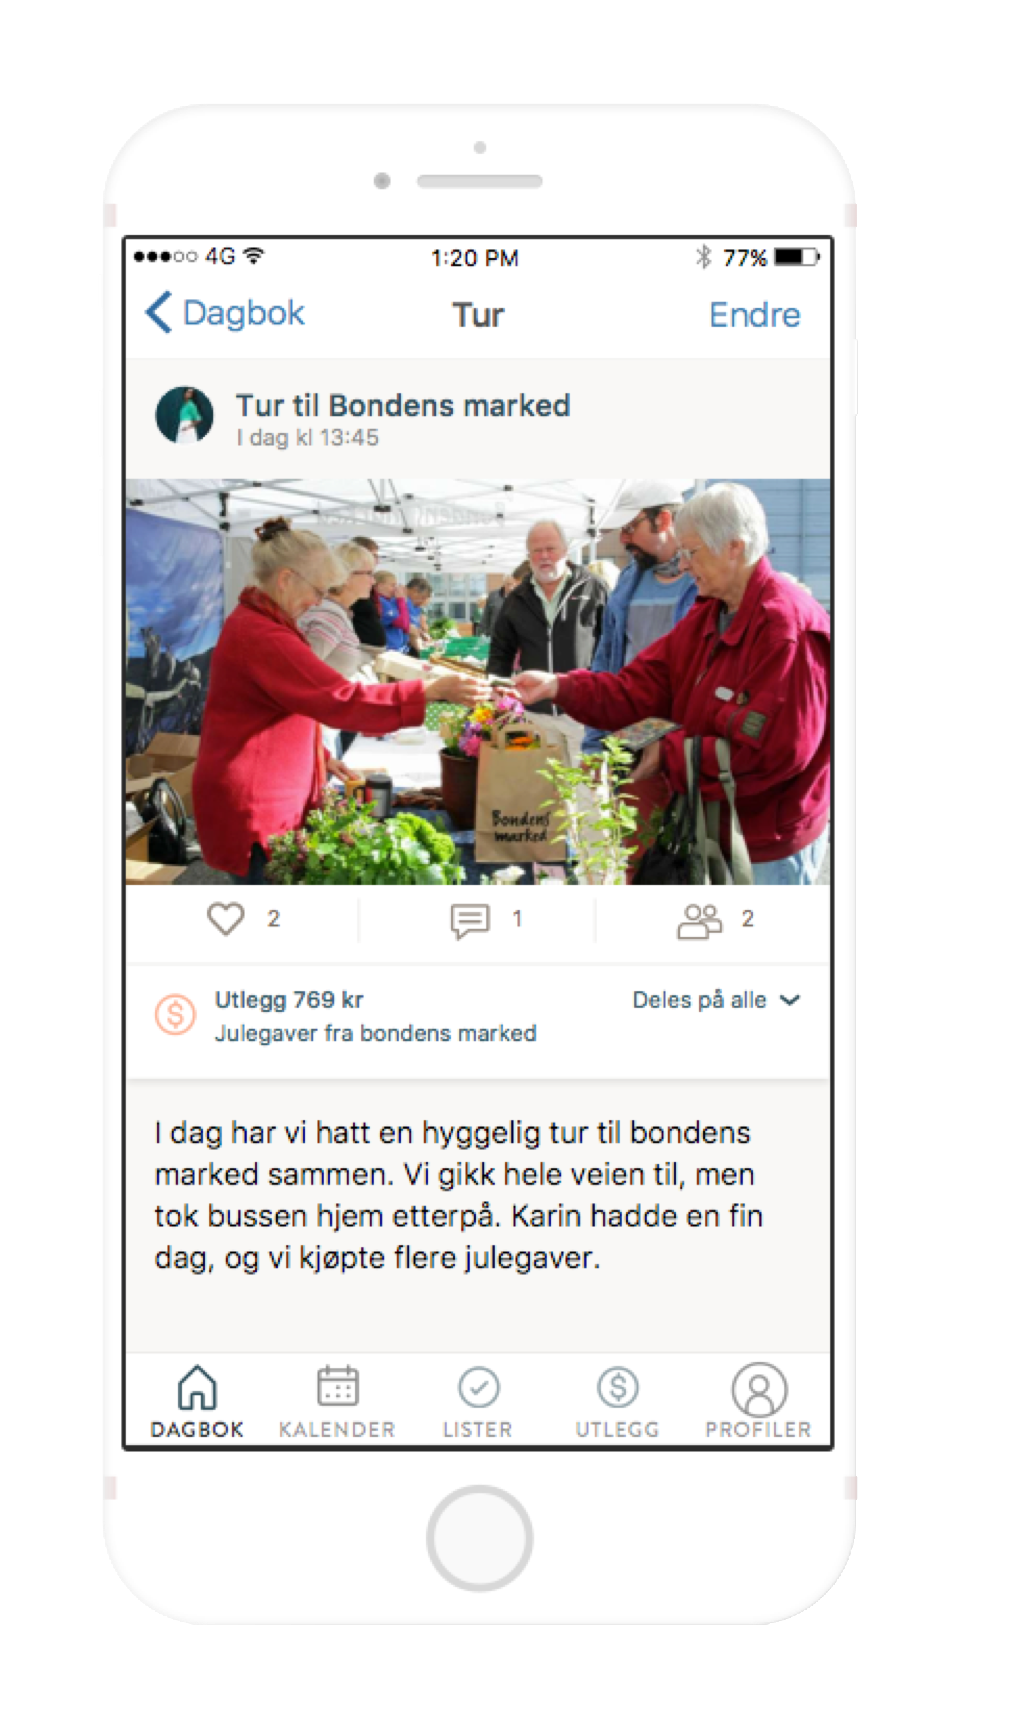 4G 1:20 PM 77%
Dagbok Tur Endre
Tur til Bondens marked
I dag kl 13:45
Bondens
marked
2 1 2
Utlegg 769 kr Deles på alle
Julegaver fra bondens marked
I dag har vi hatt en hyggelig tur til bondens
marked sammen. Vi gikk hele veien til, men
tok bussen hjem etterpå. Karin hadde en fin
dag, og vi kjøpte flere julegaver.
DAGBOK KALENDER LISTER UTLEGG PROFILER